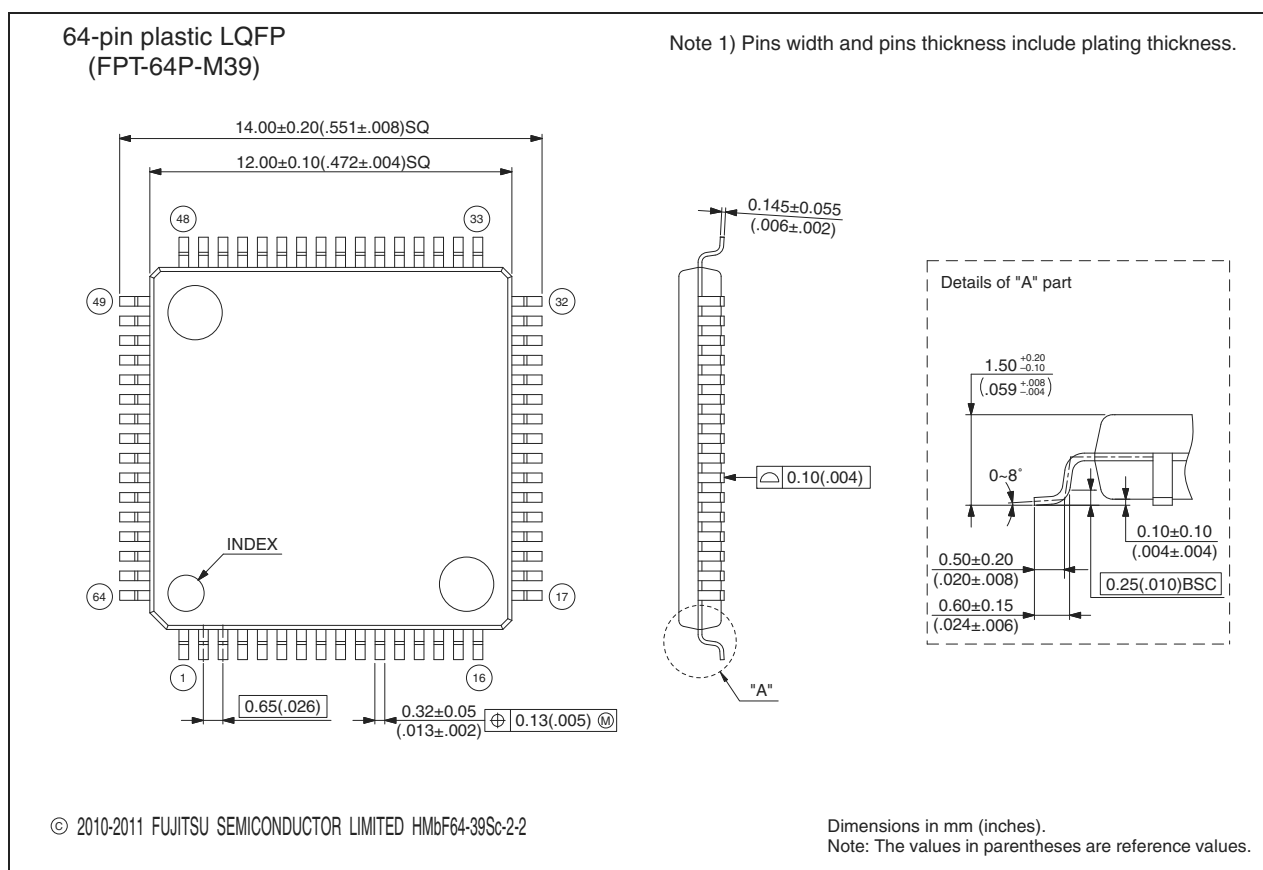 64-pin plastic LQFP
(FPT-64P-M39)
Note 1) Pins width and pins thickness include plating thickness.
14.00±0.20(.551±.008)SQ
12.00±0.10(.472±.004)SQ
48
33
49
32
64
17
1
16
INDEX
0.65(.026)
0.32±0.05
(.013±.002)
⌖ 0.13(.005) Ⓜ
0.145±0.055
(.006±.002)
⌓ 0.10(.004)
"A"
Details of "A" part
1.50 +0.20 –0.10
(.059 +.008 –.004)
0~8°
0.50±0.20
(.020±.008)
0.60±0.15
(.024±.006)
0.10±0.10
(.004±.004)
0.25(.010)BSC
© 2010-2011 FUJITSU SEMICONDUCTOR LIMITED HMbF64-39Sc-2-2
Dimensions in mm (inches).
Note: The values in parentheses are reference values.